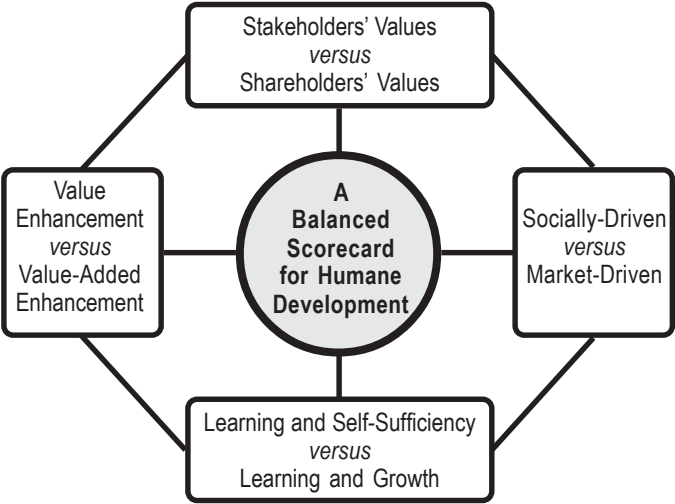 Stakeholders’ Values
versus
Shareholders’ Values
Value
Enhancement
versus
Value-Added
Enhancement
A
Balanced
Scorecard
for Humane
Development
Socially-Driven
versus
Market-Driven
Learning and Self-Sufficiency
versus
Learning and Growth